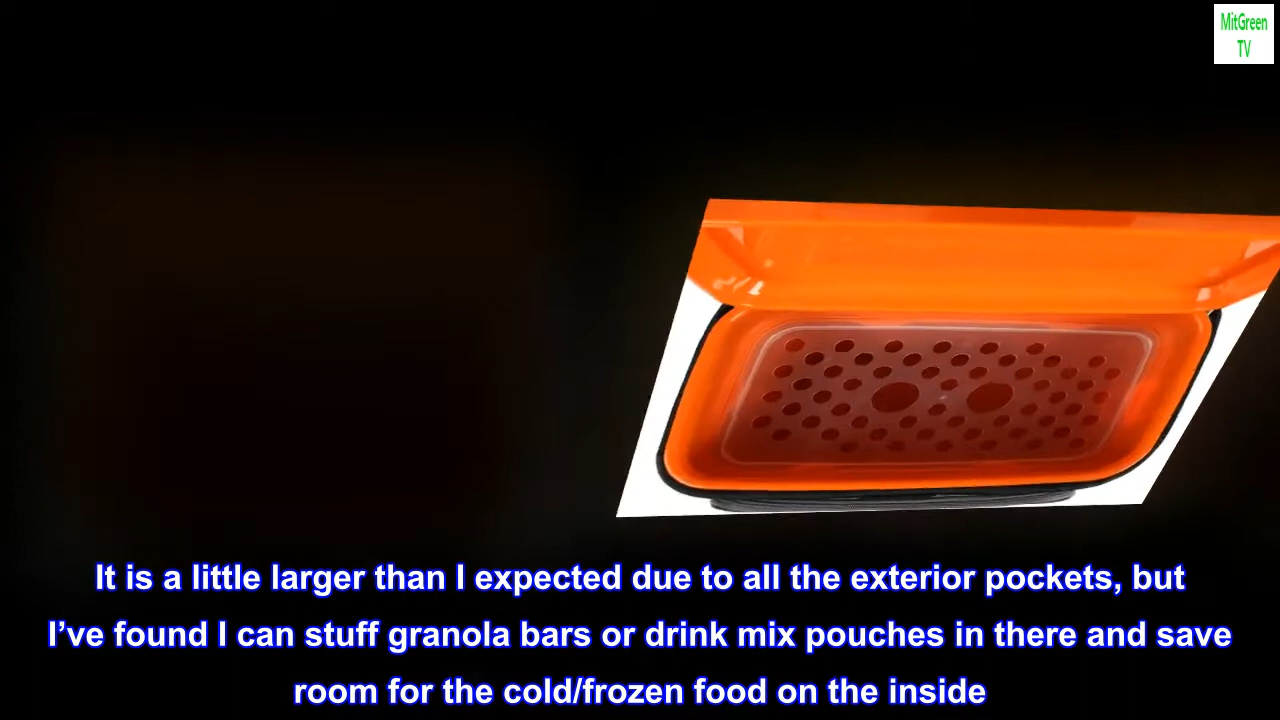 MitGreen
TV
It is a little larger than I expected due to all the exterior pockets, but
I’ve found I can stuff granola bars or drink mix pouches in there and save
room for the cold/frozen food on the inside